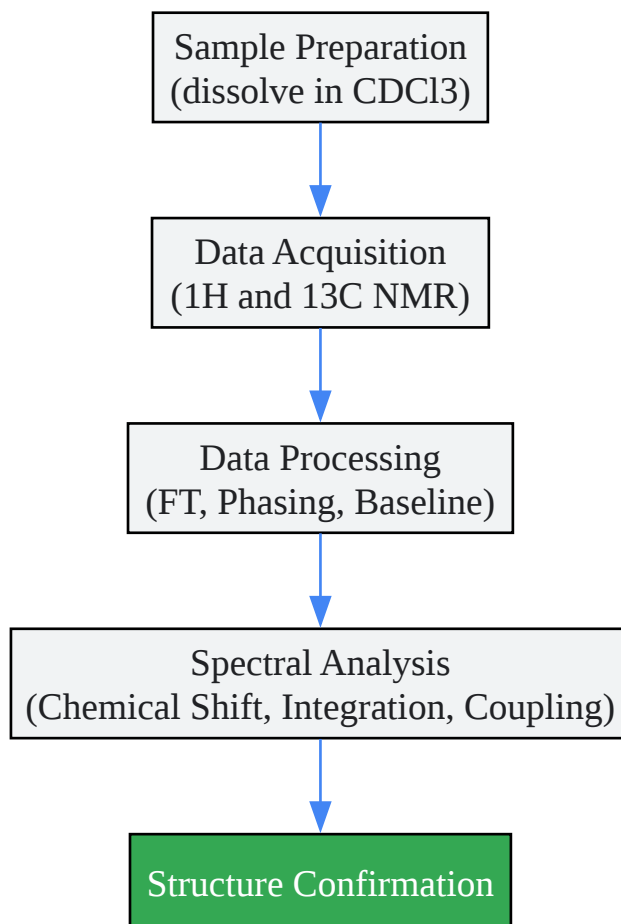 Sample Preparation
(dissolve in CDCl3)
Data Acquisition
(1H and 13C NMR)
Data Processing
(FT, Phasing, Baseline)
Spectral Analysis
(Chemical Shift, Integration, Coupling)
Structure Confirmation